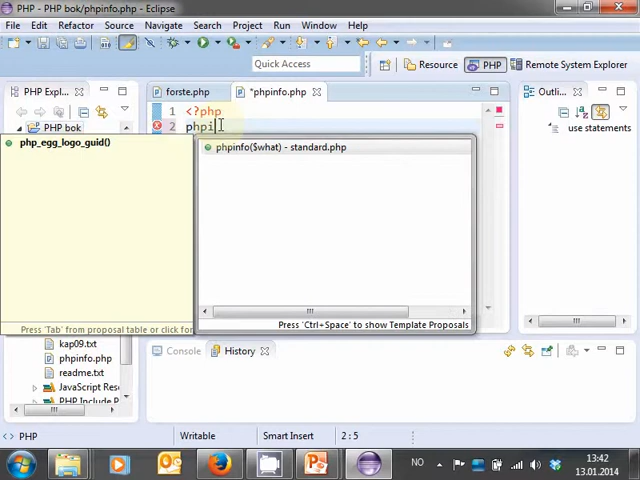 PHP - PHP bok/phpinfo.php - Eclipse
File Edit Refactor Source Navigate Search Project Run Window Help
Quick Access Resource PHP Remote System Explorer
PHP Expl...
forste.php *phpinfo.php
Outli...
1 <?php
2 phpi
PHP bok
use statements
php_egg_logo_guid()
phpinfo($what) - standard.php
Press 'Tab' from proposal table or click for
Press 'Ctrl+Space' to show Template Proposals
kap09.txt
phpinfo.php
readme.txt
JavaScript Res
PHP Include P
Console History
PHP Writable Smart Insert 2 : 5
NO
13:42
13.01.2014